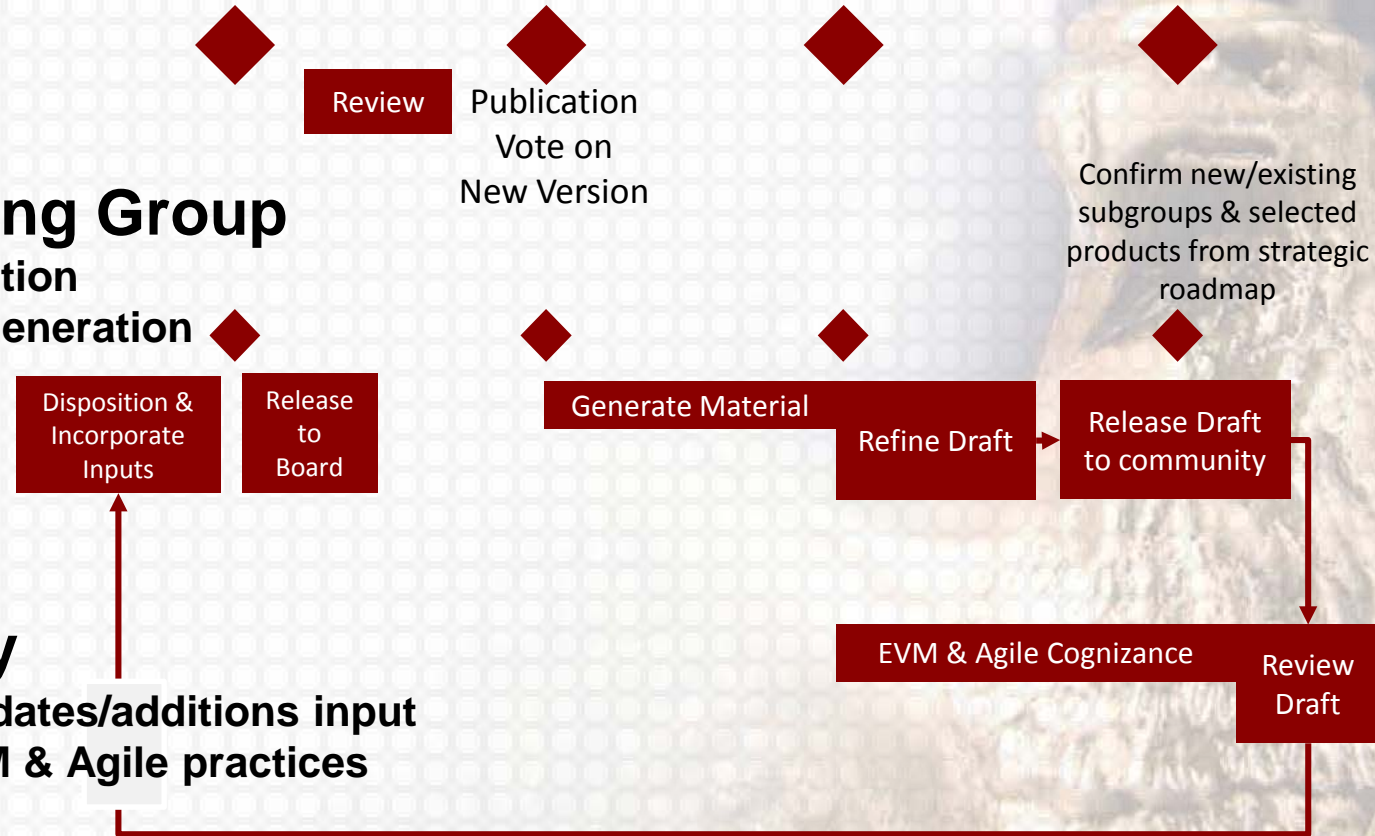 Review
Publication
Vote on
New Version
ng Group
tion
eneration
Confirm new/existing
subgroups & selected
products from strategic
roadmap
Disposition &
Incorporate
Inputs
Release
to
Board
Generate Material
Refine Draft
Release Draft
to community
y
dates/additions input
M & Agile practices
EVM & Agile Cognizance
Review
Draft